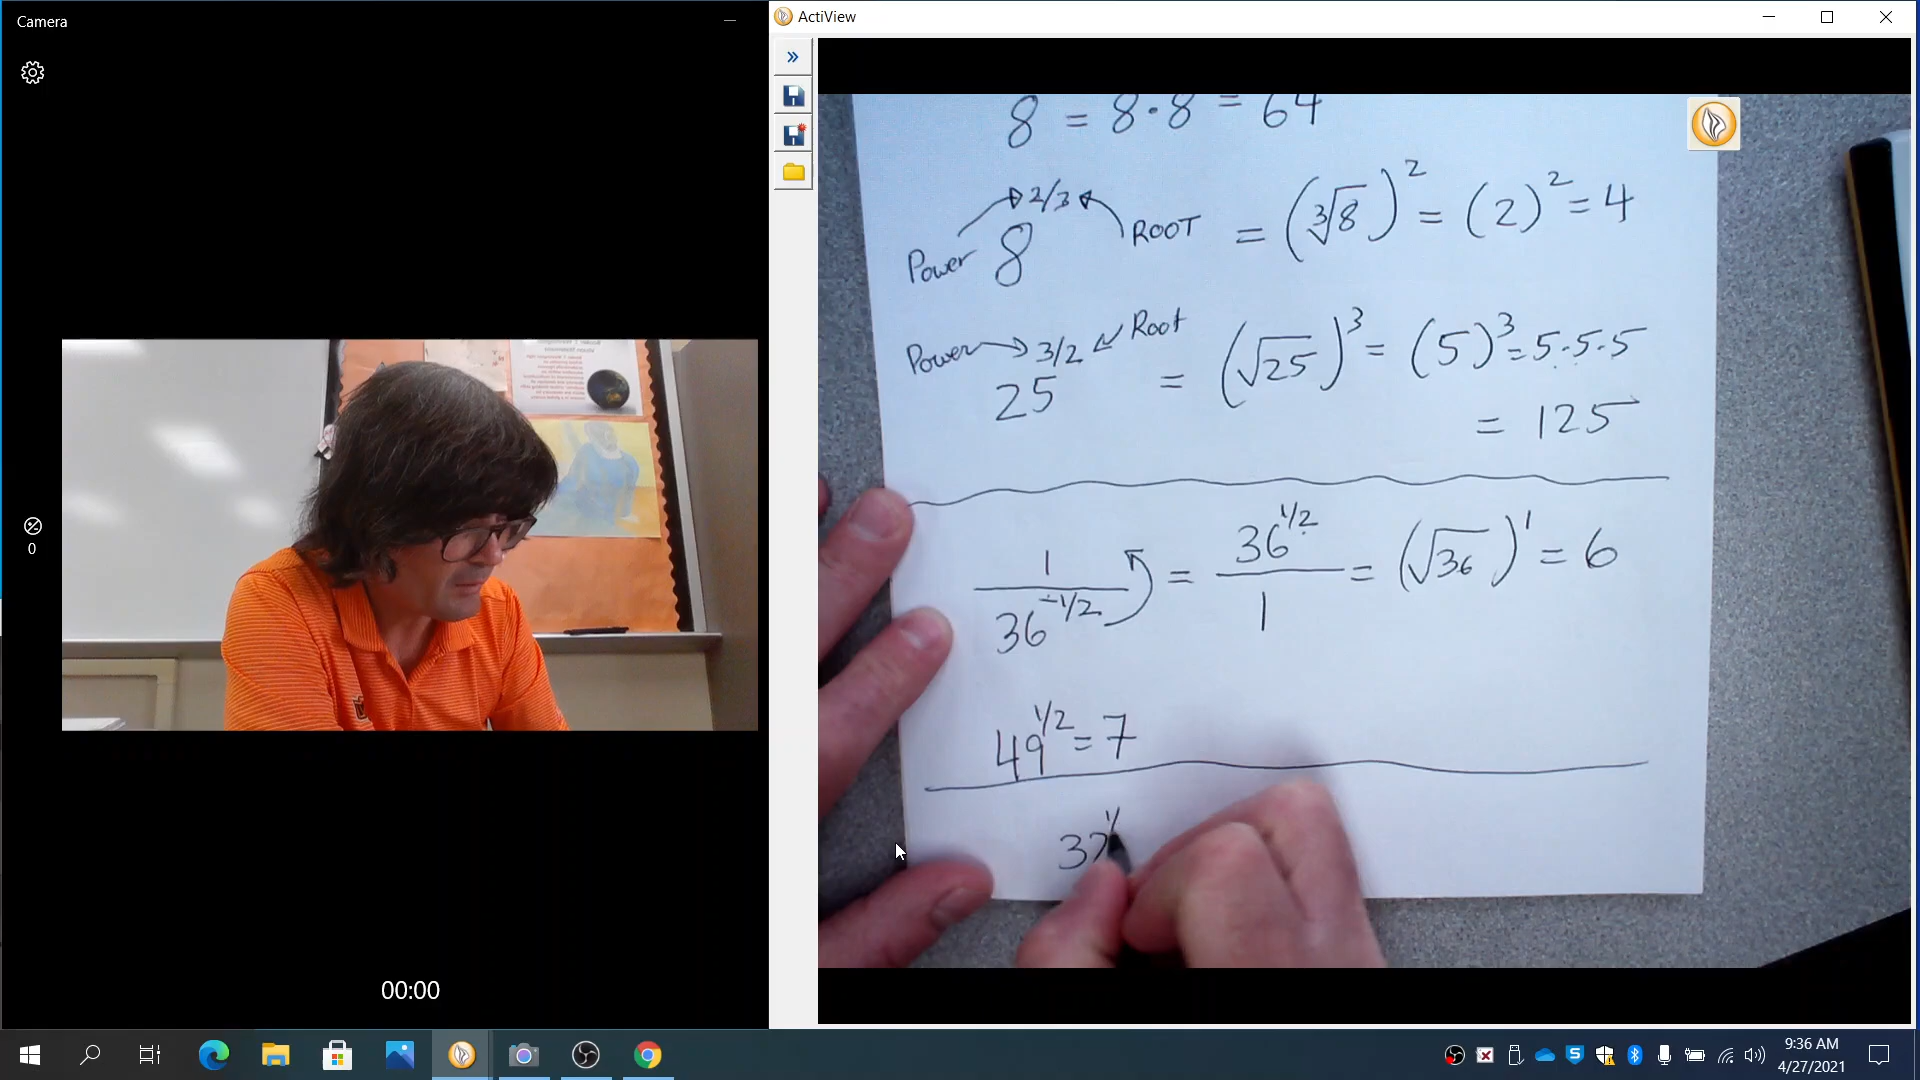 Camera
ActiView
8 = 8·8 = 64
Power 8^(2/3) ROOT = (∛8)^2 = (2)^2 = 4
Power 25^(3/2) Root = (√25)^3 = (5)^3 = 5·5·5
= 125
1/36^(-1/2) = 36^(1/2)/1 = (√36)^1 = 6
49^(1/2) = 7
0
00:00
9:36 AM
4/27/2021